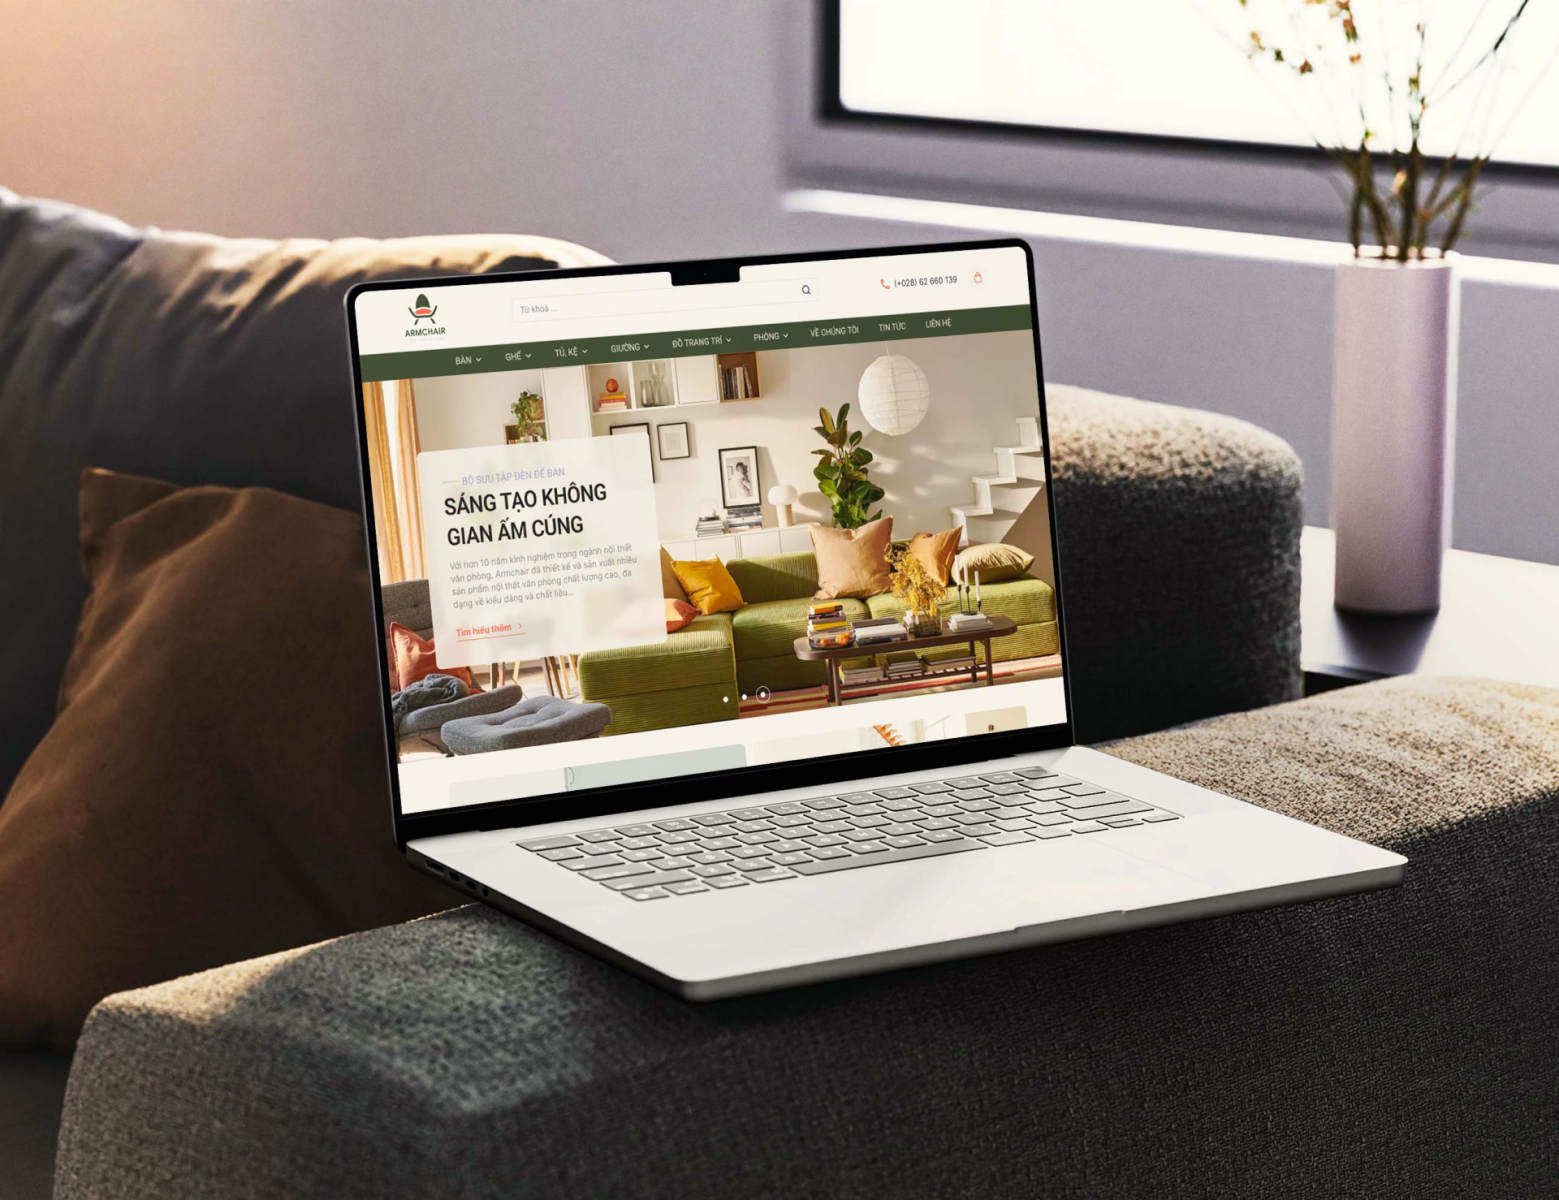 ARMCHAIR
Từ khoá ...
(+028) 62 660 139
BÀN
GHẾ
TỦ, KỆ
GIƯỜNG
ĐỒ TRANG TRÍ
PHÒNG
VỀ CHÚNG TÔI
TIN TỨC
LIÊN HỆ
BỘ SƯU TẬP ĐÈN ĐỂ BÀN
SÁNG TẠO KHÔNG
GIAN ẤM CÚNG
Với hơn 10 năm kinh nghiệm trong ngành nội thất
văn phòng, Armchair đã thiết kế và sản xuất nhiều
sản phẩm nội thất văn phòng chất lượng cao, đa
dạng về kiểu dáng và chất liệu...
Tìm hiểu thêm